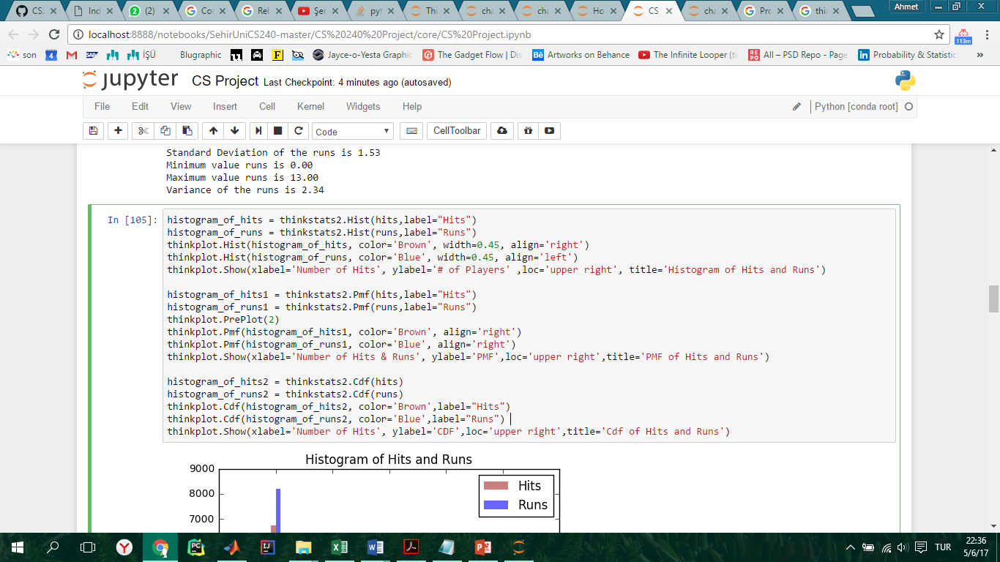 CS2
Ind
(2)
Cor
Rel
Şer
pyt
Thi
cha
cha
Ho
CS
cha
Pro
thi
Ahmet
localhost:8888/notebooks/SehirUniCS240-master/CS%20240%20Project/core/CS%20Project.ipynb
113m
son
4
İŞÜ
Blugraphic
Jayce-o-Yesta Graphic
The Gadget Flow | Dis
Artworks on Behance
The Infinite Looper (ti
All – PSD Repo - Page
Probability & Statistic
»
jupyter CS Project Last Checkpoint: 4 minutes ago (autosaved)
File Edit View Insert Cell Kernel Widgets Help Python [conda root]
Code CellToolbar
Standard Deviation of the runs is 1.53
Minimum value runs is 0.00
Maximum value runs is 13.00
Variance of the runs is 2.34
In [105]:
histogram_of_hits = thinkstats2.Hist(hits,label="Hits")
histogram_of_runs = thinkstats2.Hist(runs,label="Runs")
thinkplot.Hist(histogram_of_hits, color='Brown', width=0.45, align='right')
thinkplot.Hist(histogram_of_runs, color='Blue', width=0.45, align='left')
thinkplot.Show(xlabel='Number of Hits', ylabel='# of Players' ,loc='upper right', title='Histogram of Hits and Runs')
histogram_of_hits1 = thinkstats2.Pmf(hits,label="Hits")
histogram_of_runs1 = thinkstats2.Pmf(runs,label="Runs")
thinkplot.PrePlot(2)
thinkplot.Pmf(histogram_of_hits1, color='Brown', align='right')
thinkplot.Pmf(histogram_of_runs1, color='Blue', align='right')
thinkplot.Show(xlabel='Number of Hits & Runs', ylabel='PMF',loc='upper right',title='PMF of Hits and Runs')
histogram_of_hits2 = thinkstats2.Cdf(hits)
histogram_of_runs2 = thinkstats2.Cdf(runs)
thinkplot.Cdf(histogram_of_hits2, color='Brown',label="Hits")
thinkplot.Cdf(histogram_of_runs2, color='Blue',label="Runs")
thinkplot.Show(xlabel='Number of Hits', ylabel='CDF',loc='upper right',title='Cdf of Hits and Runs')
Histogram of Hits and Runs
9000
8000
7000
Hits
Runs
TUR
22:36
5/6/17